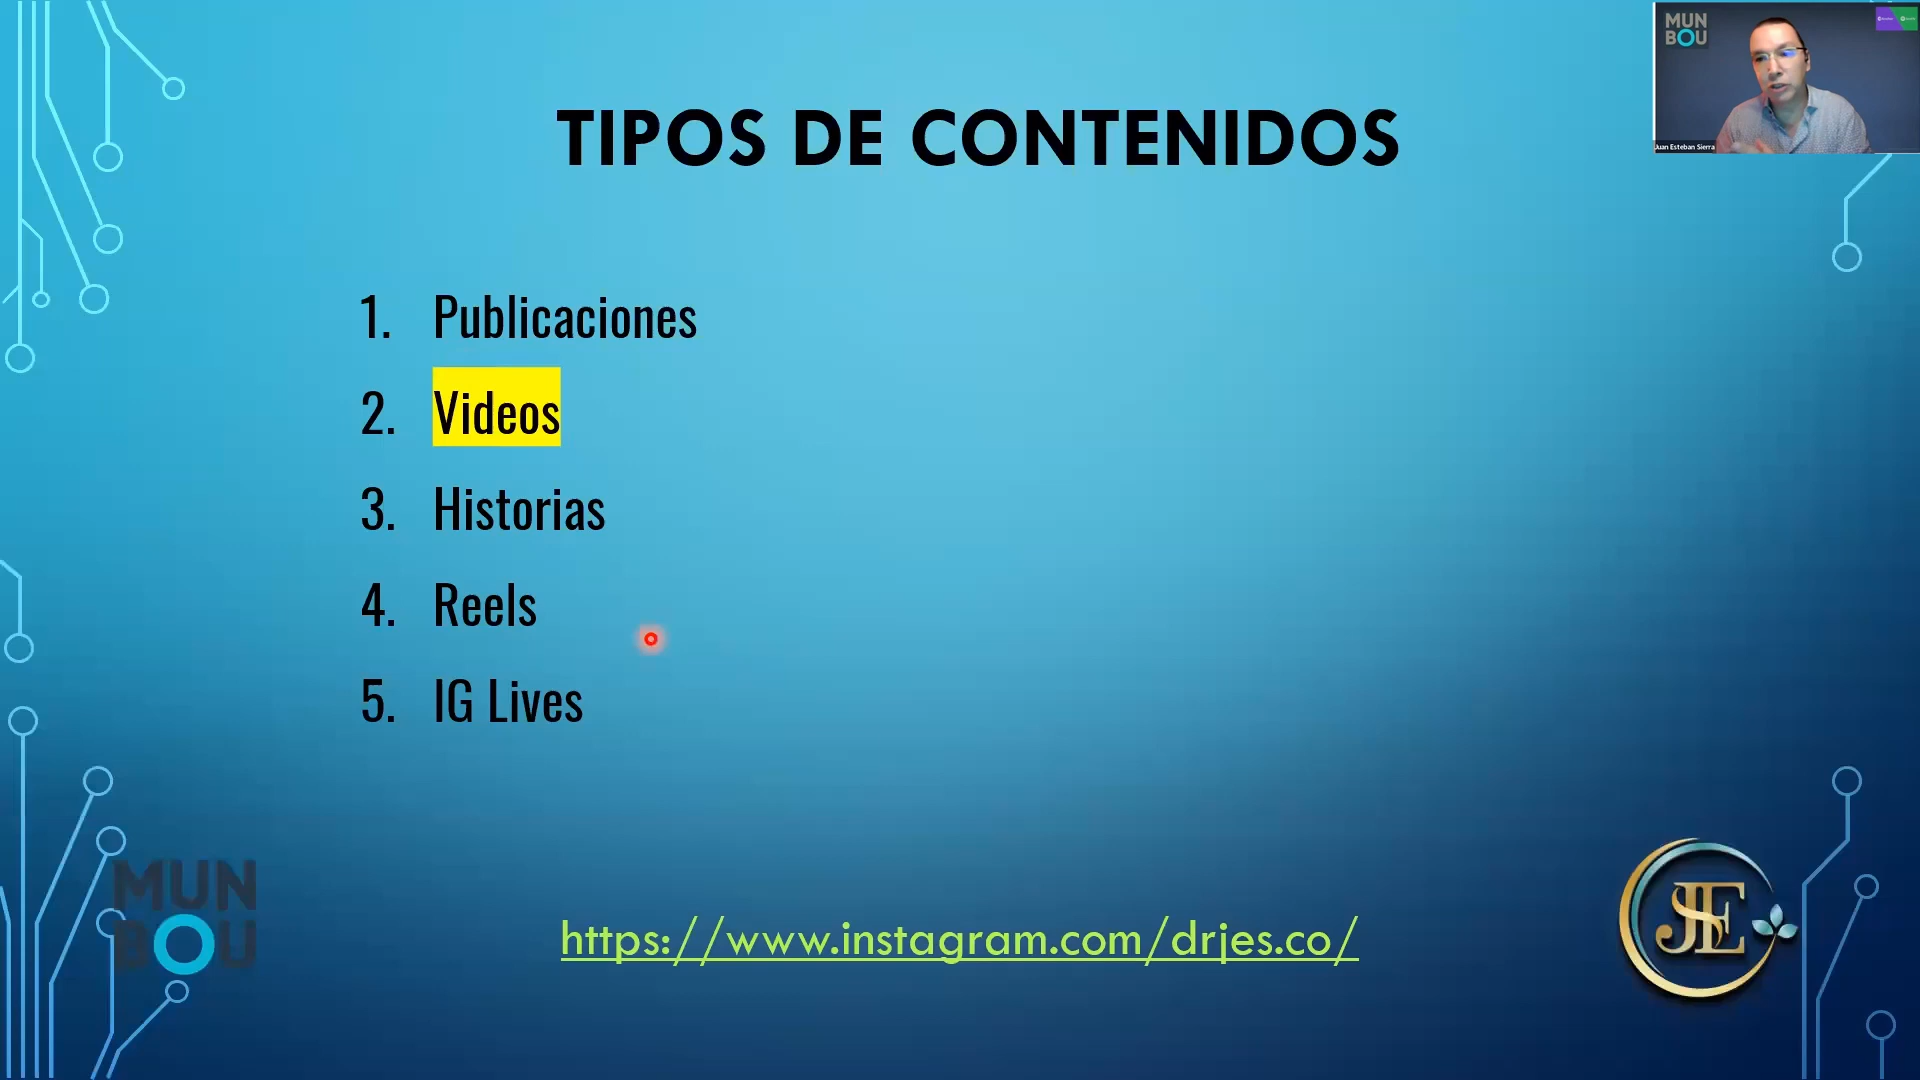 TIPOS DE CONTENIDOS
MUN
BOU
Juan Esteban Sierra
1. Publicaciones
2. Videos
3. Historias
4. Reels
5. IG Lives
MUN
BOU
https://www.instagram.com/drjes.co/
JSE